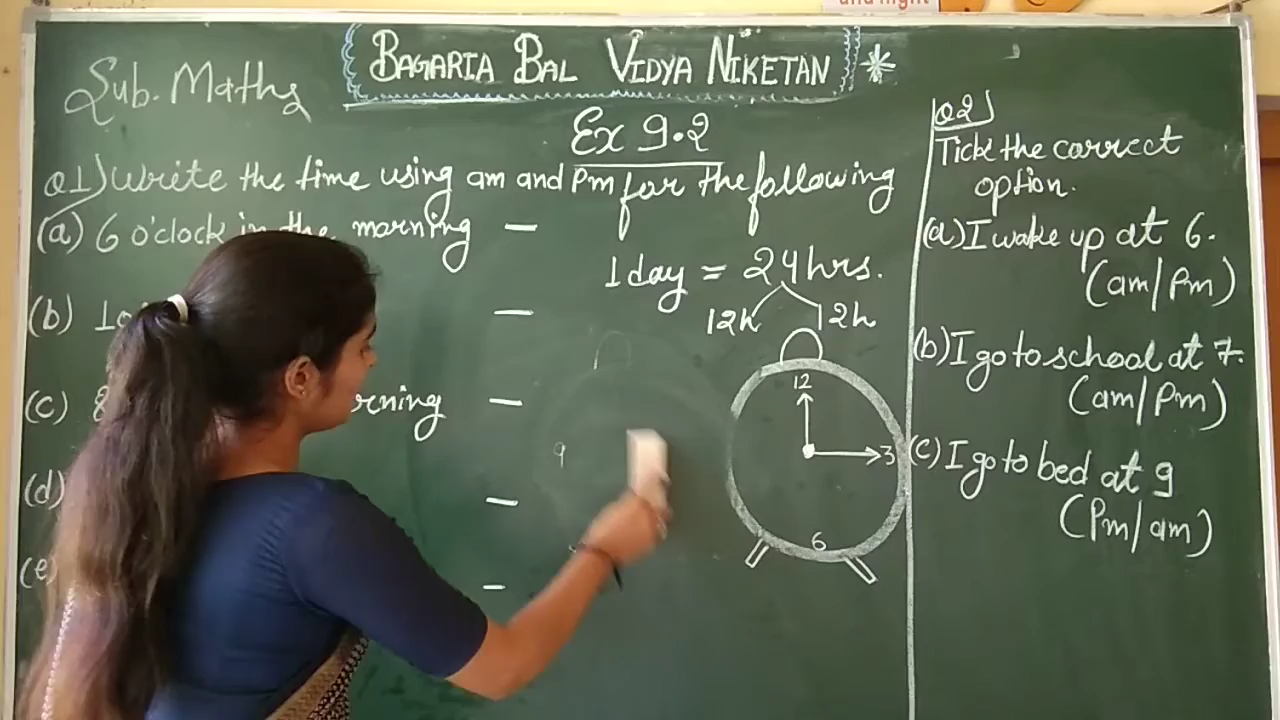 and night
BAGARIA BAL VIDYA NIKETAN
Sub. Maths
Ex 9.2
Q1) Write the time using am and Pm for the following
(a) 6 o'clock in the morning –
(b)
–
(c) 8
rning –
(d)
–
(e)
–
1 day = 24 hrs.
12h
12h
12
3
6
9
Q2)
Tick the correct
option.
(a) I wake up at 6.
(am/Pm)
(b) I go to school at 7.
(am/Pm)
(c) I go to bed at 9
(Pm/am)